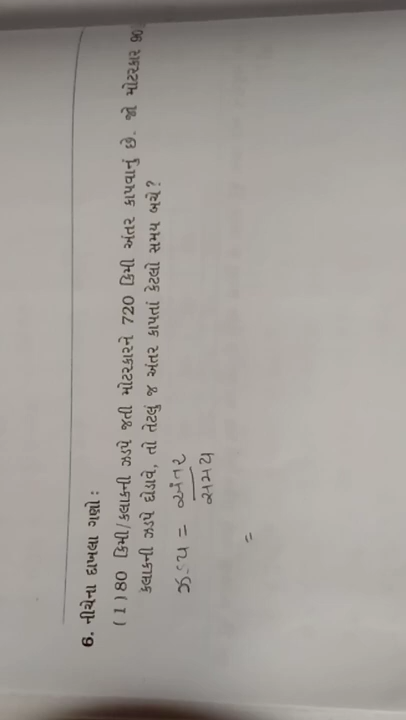 6. નીચેના દાખલા ગણો :
(1) 80 કિમી/કલાકની ઝડપે જતી મોટરકારને 720 કિમી અંતર કાપવાનું છે. જો મોટરકાર 90
કલાકની ઝડપે દોડાવે, તો તેટલું જ અંતર કાપતાં કેટલો સમય બચે?
ઝડપ = અંતર
સમય
=